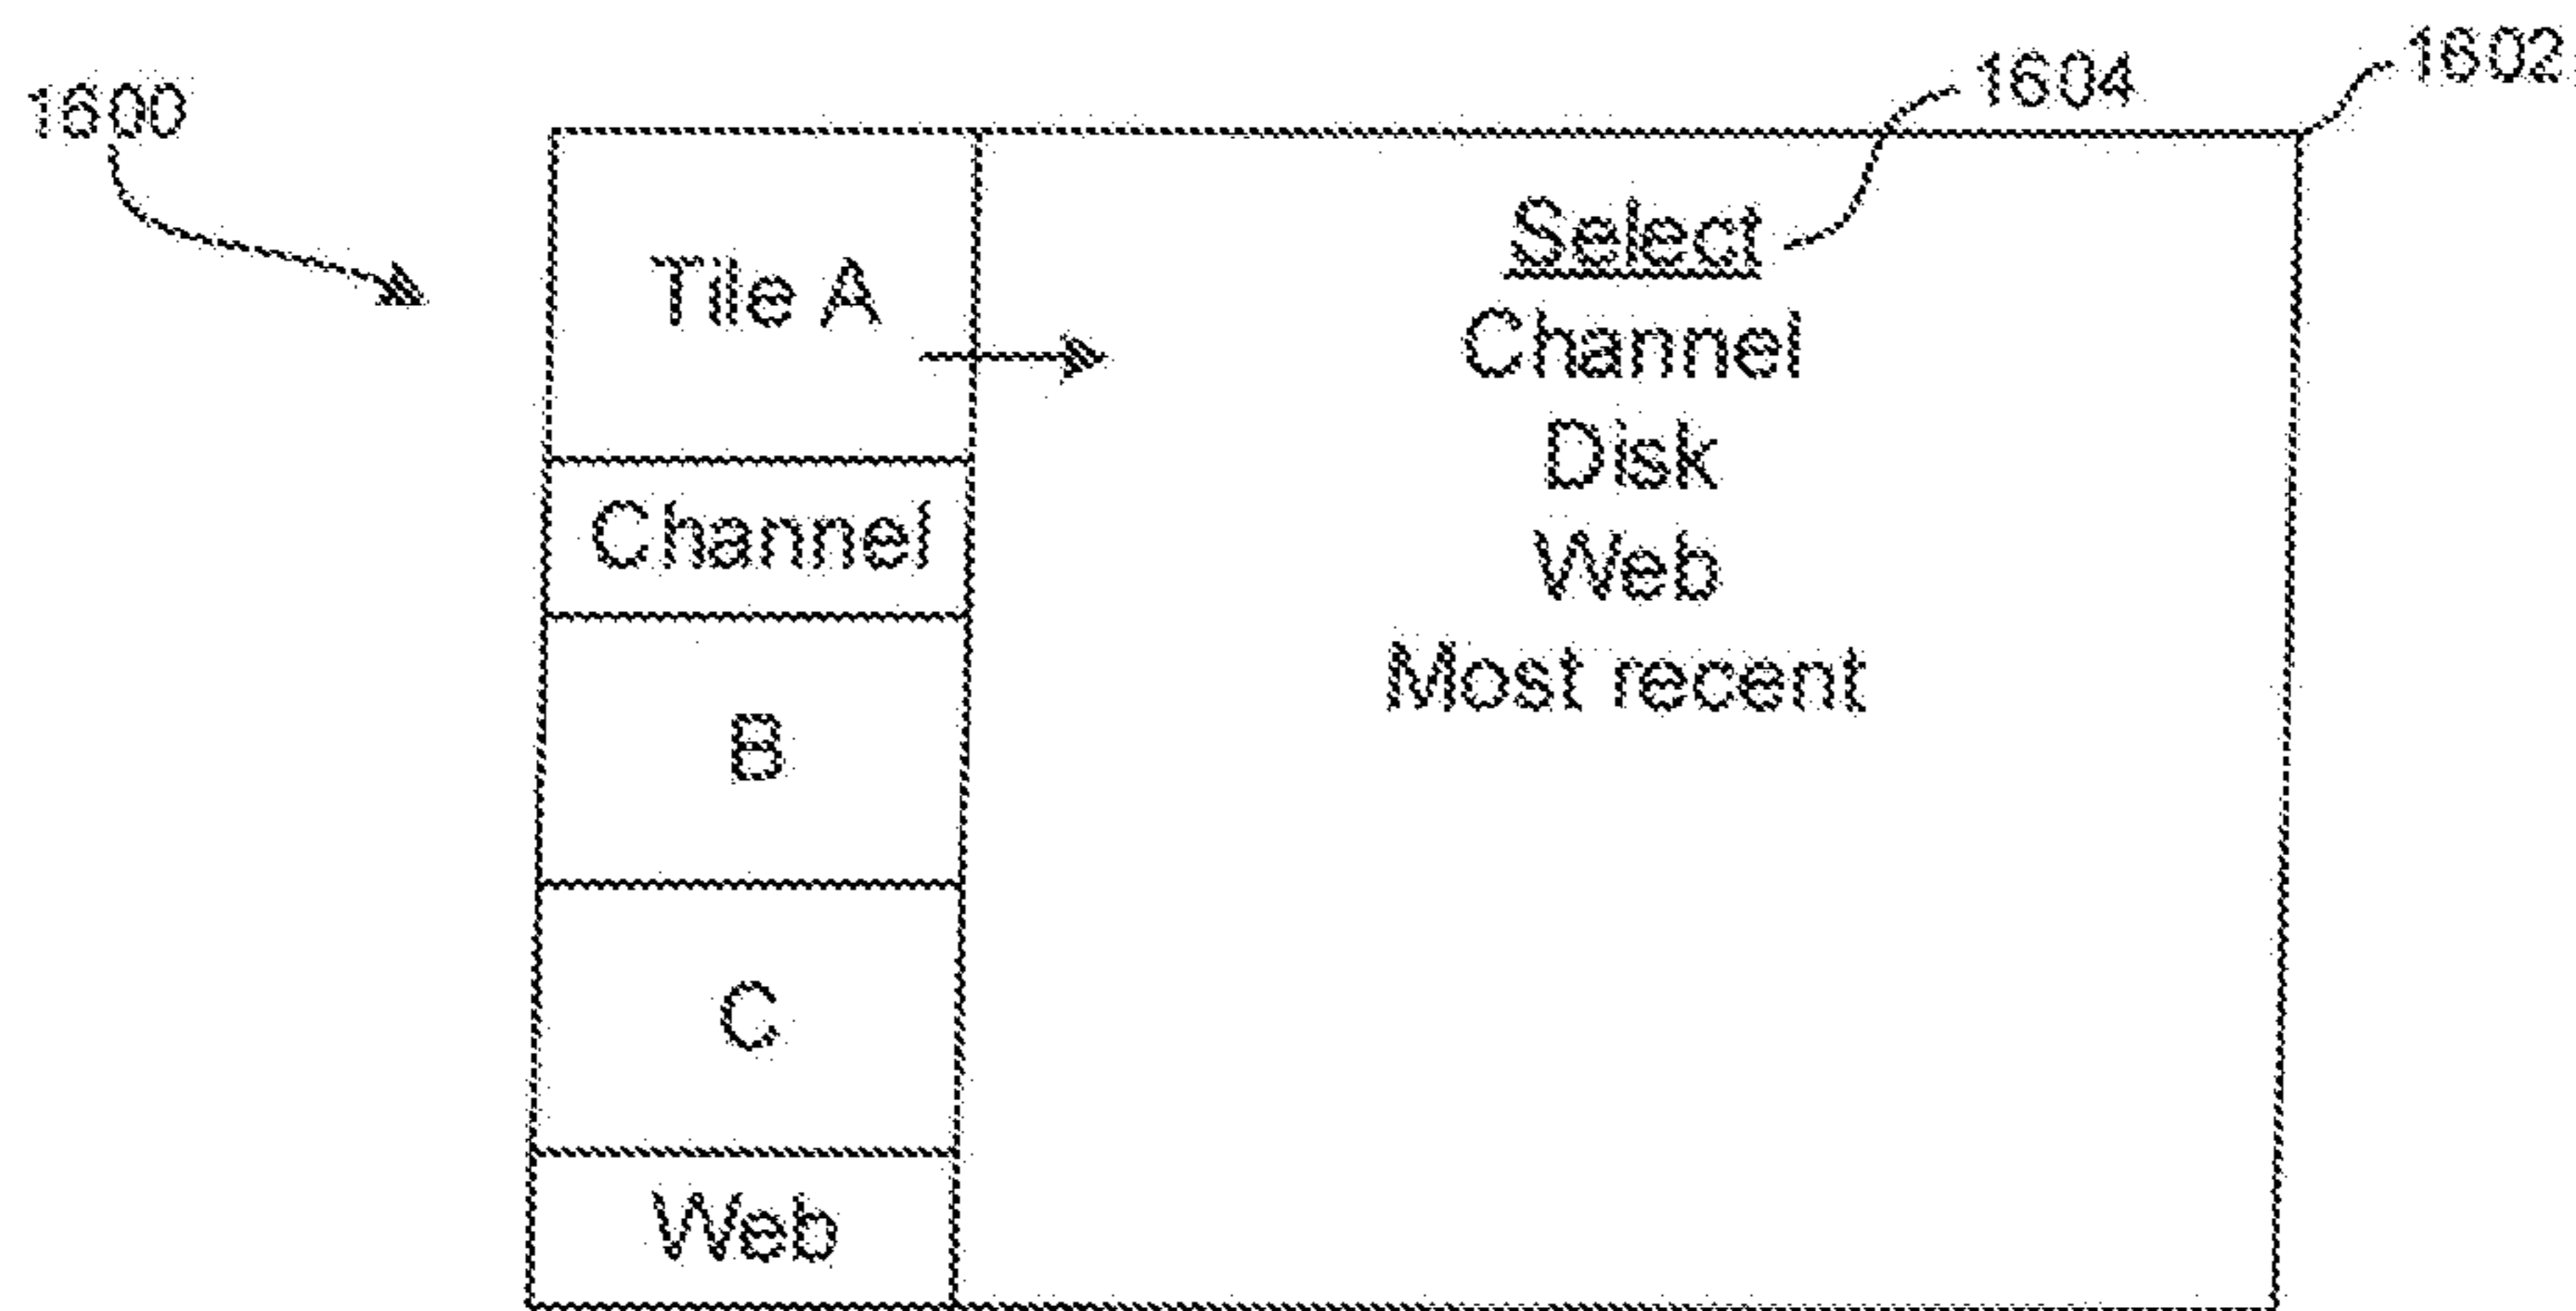 1600
1604
1602
Tile A
Channel
B
C
Web
Select
Channel
Disk
Web
Most recent